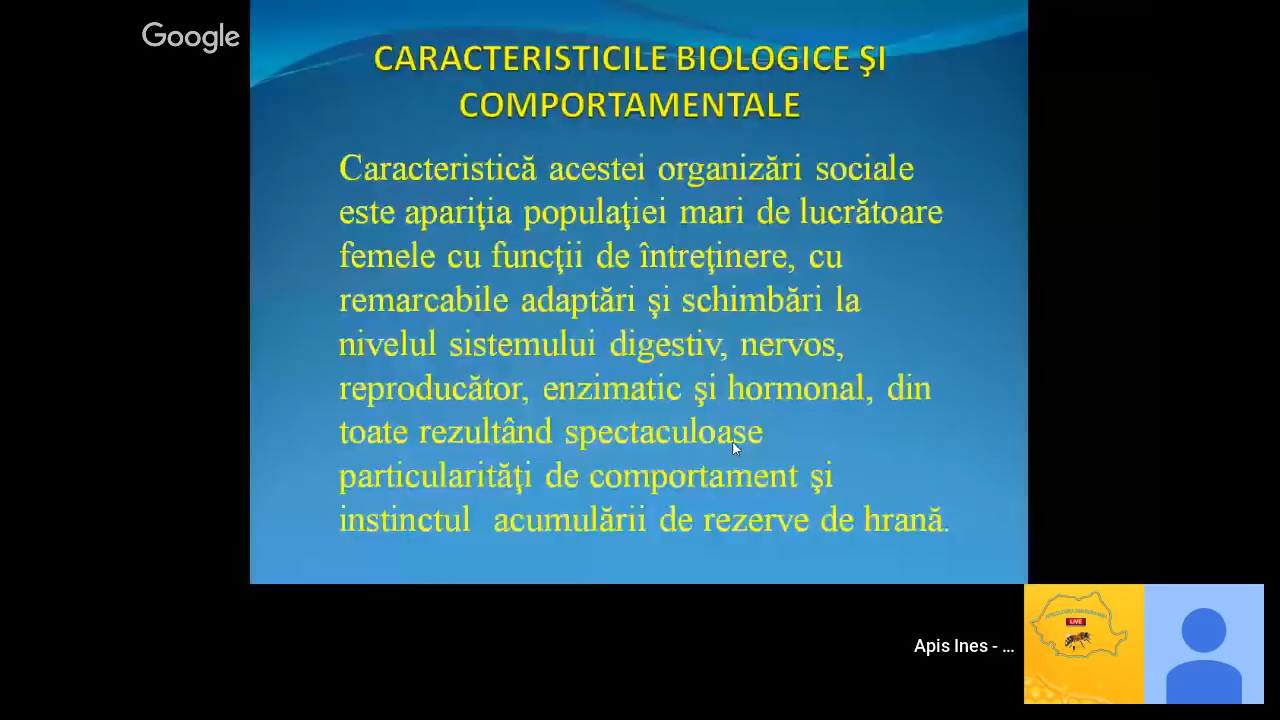 Google
CARACTERISTICILE BIOLOGICE ŞI
COMPORTAMENTALE
Caracteristică acestei organizări sociale
este apariţia populaţiei mari de lucrătoare
femele cu funcţii de întreţinere, cu
remarcabile adaptări şi schimbări la
nivelul sistemului digestiv, nervos,
reproducător, enzimatic şi hormonal, din
toate rezultând spectaculoase
particularităţi de comportament şi
instinctul acumulării de rezerve de hrană.
LIVE
Apis Ines - ...